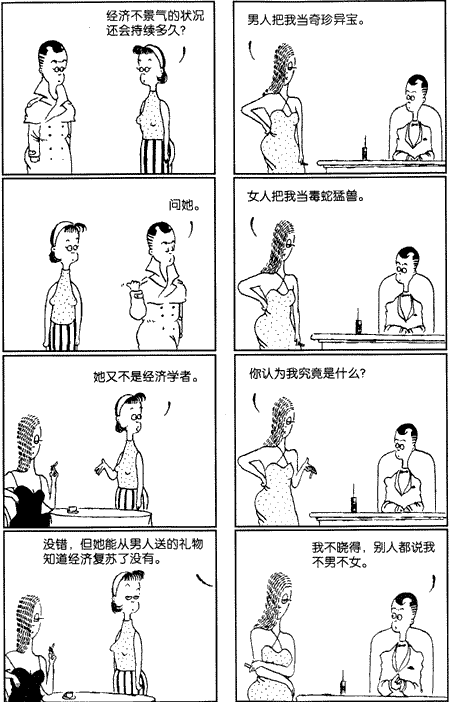 经济不景气的状况
还会持续多久?
问她。
她又不是经济学者。
没错，但她能从男人送的礼物
知道经济复苏了没有。
男人把我当奇珍异宝。
女人把我当毒蛇猛兽。
你认为我究竟是什么?
我不晓得，别人都说我
不男不女。